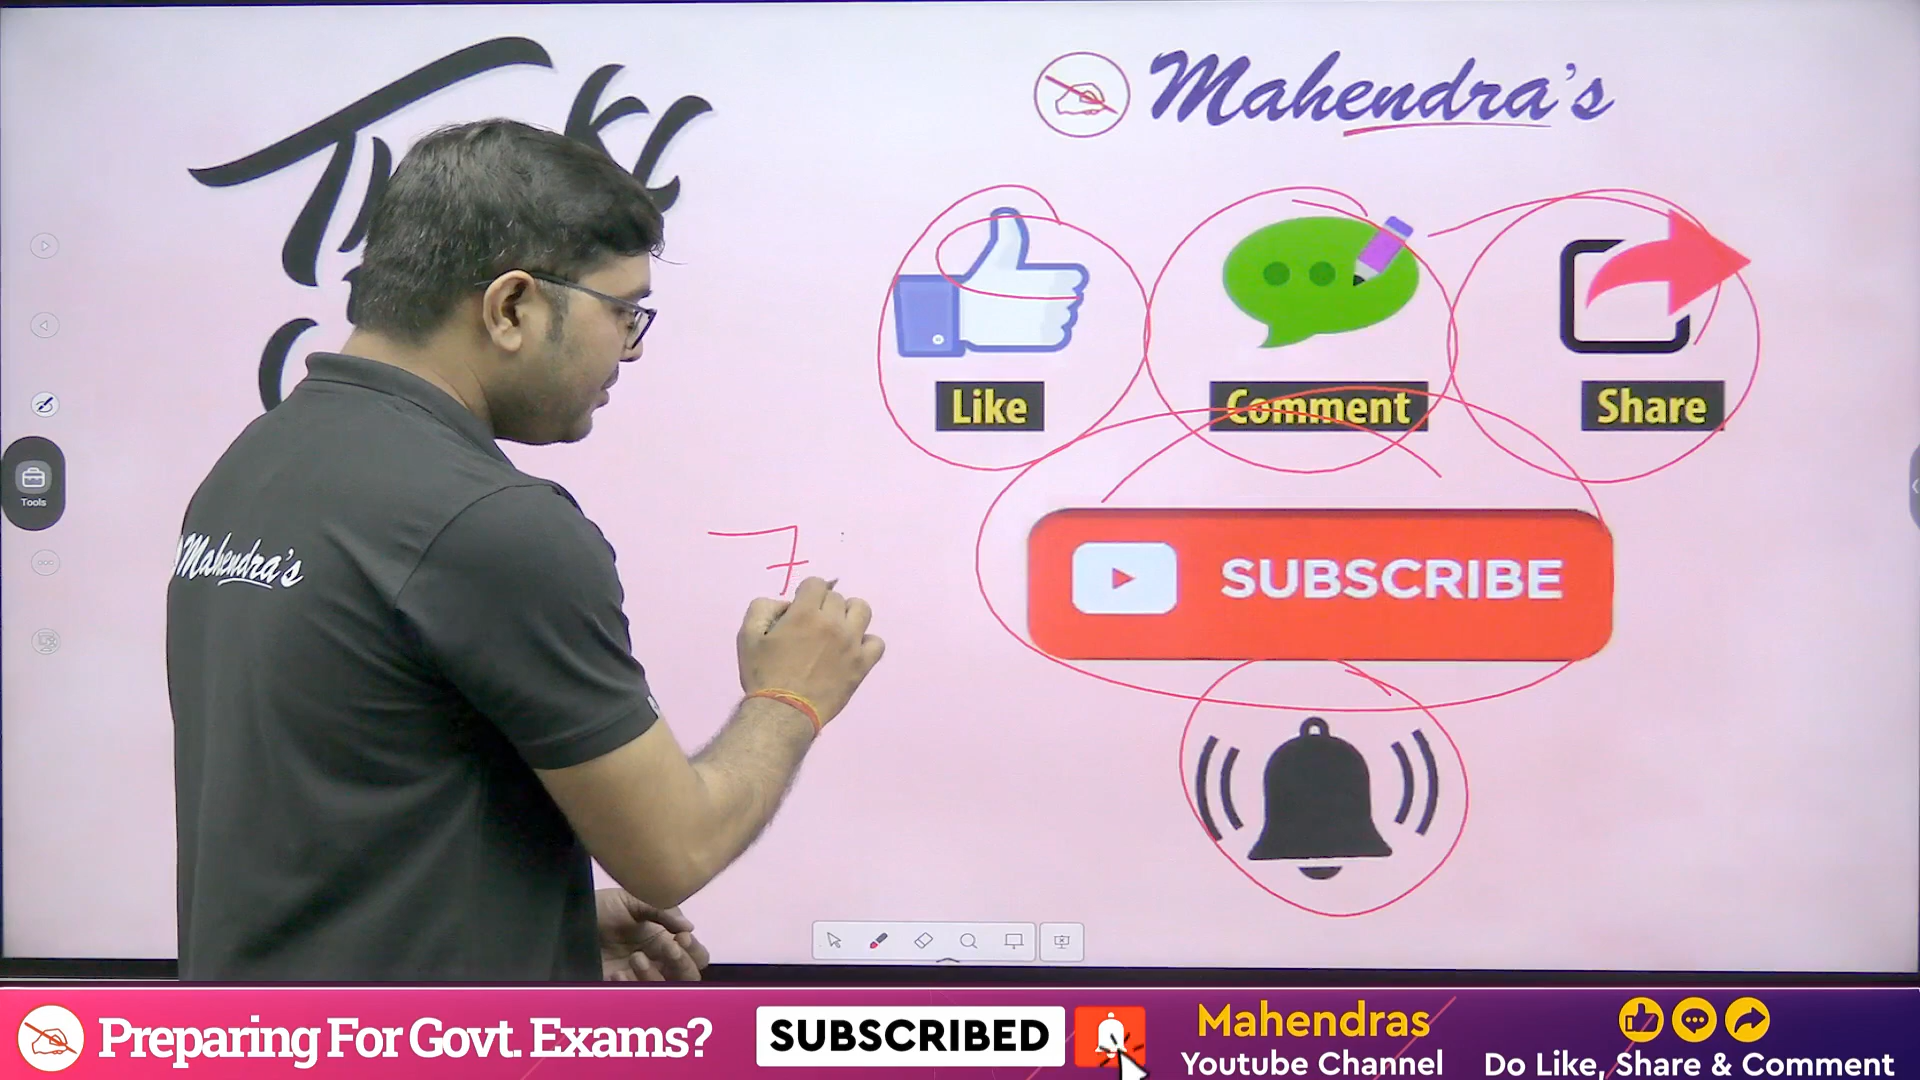 Mahendra's
Like
Comment
Share
SUBSCRIBE
Tools
Mahendra's
7
Preparing For Govt. Exams?
SUBSCRIBED
Mahendras
Youtube Channel
Do Like, Share & Comment